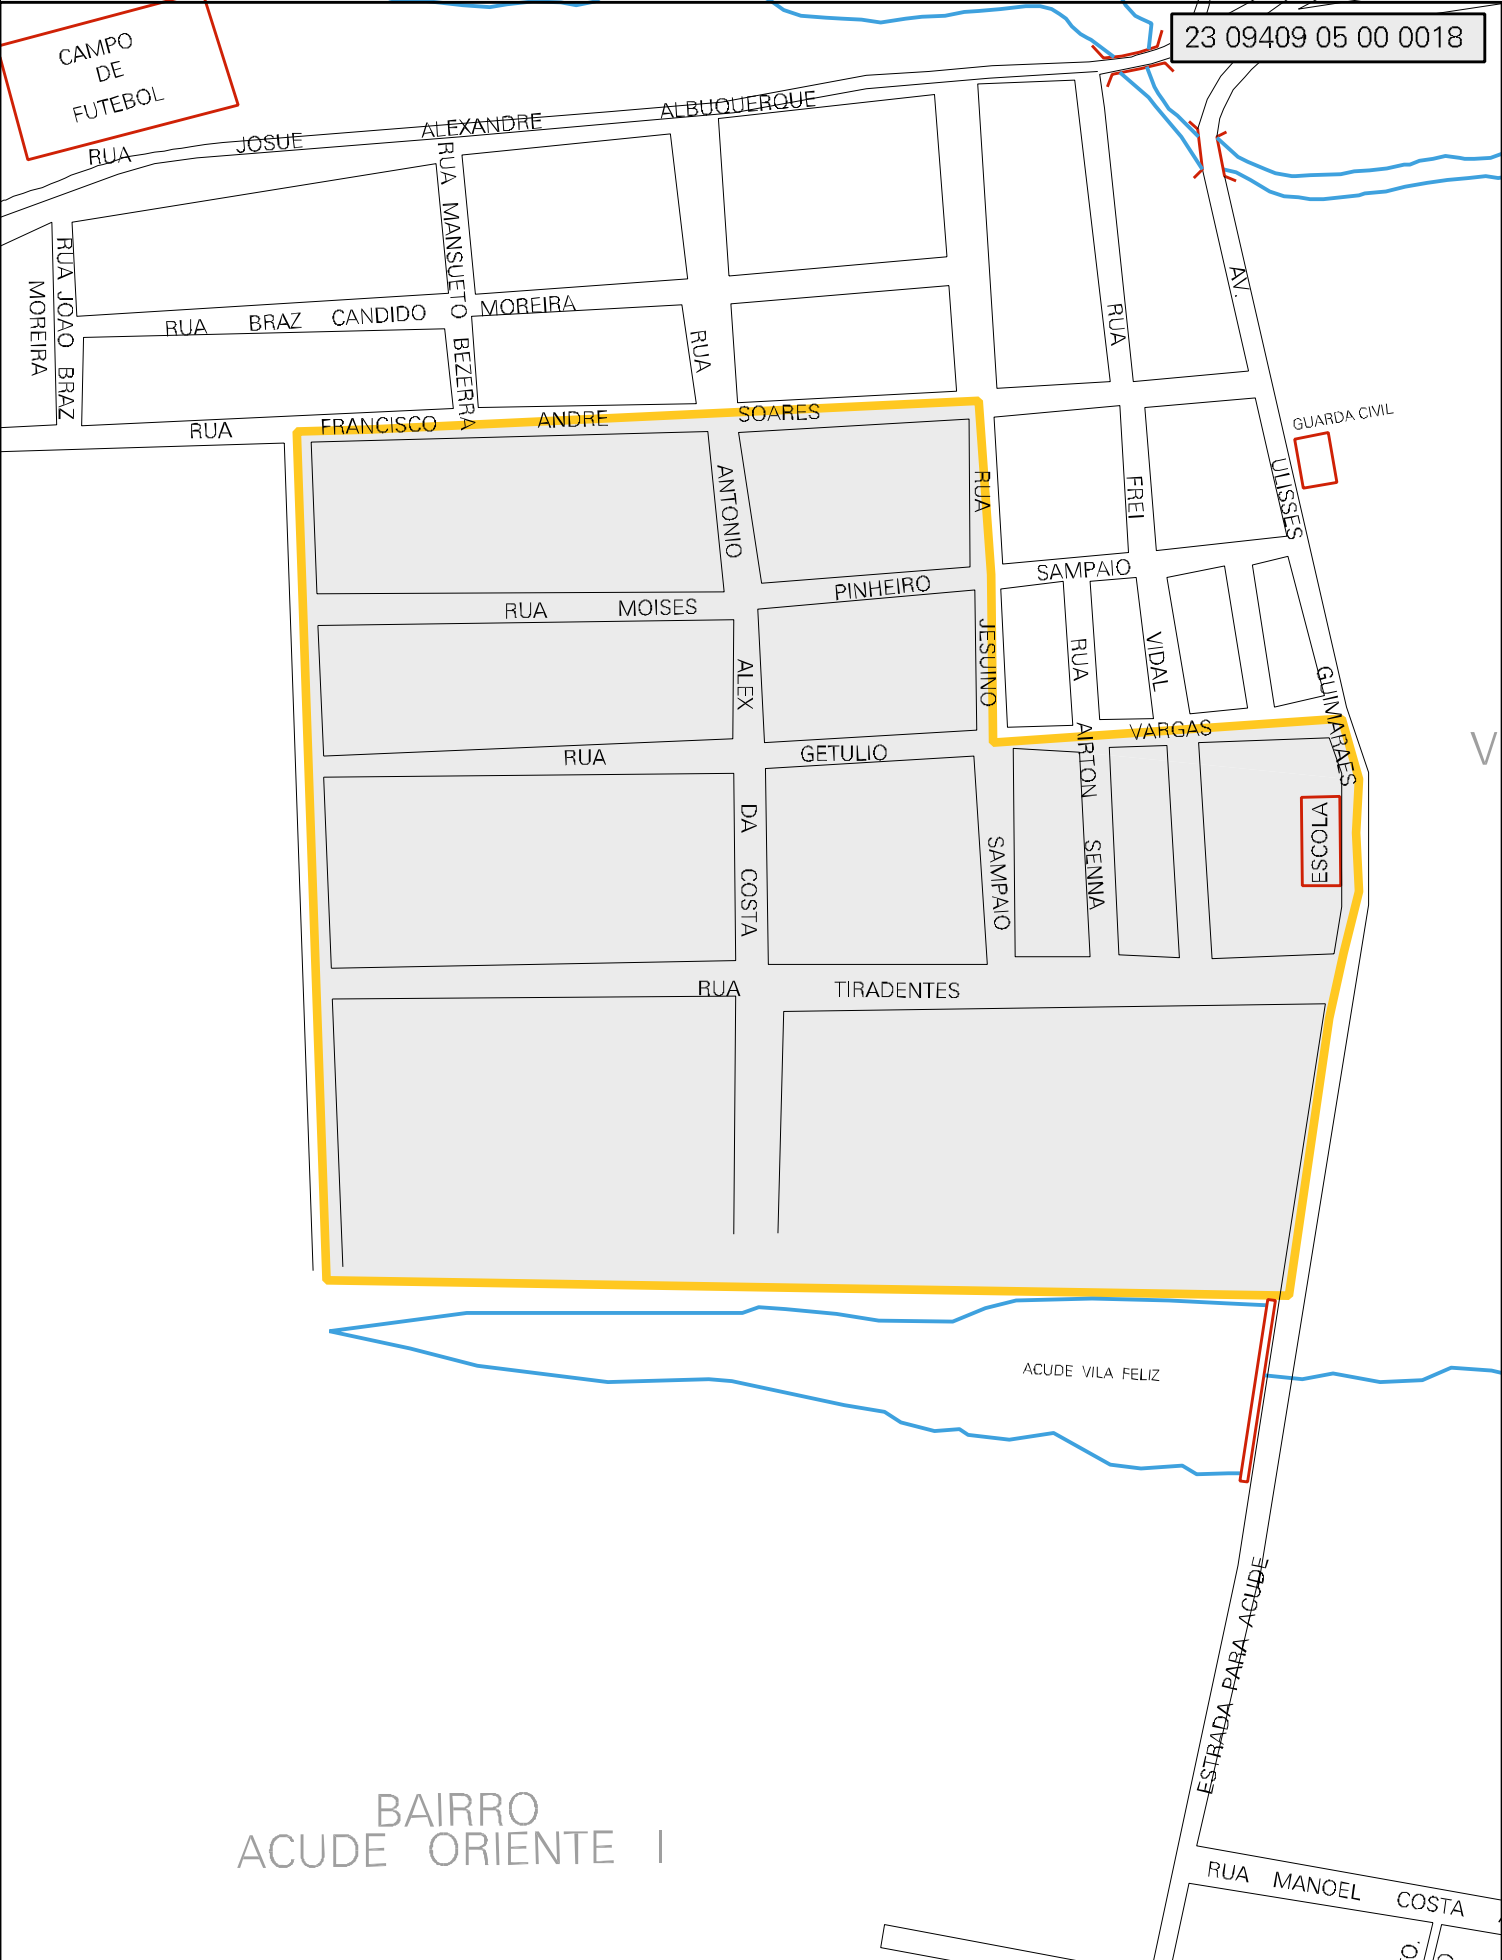 23 09409 05 00 0018
CAMPO
DE
FUTEBOL
RUA JOSUE ALEXANDRE ALBUQUERQUE
RUA JOAO BRAZ
MOREIRA
RUA MANSUETO BEZERRA
RUA BRAZ CANDIDO MOREIRA
RUA FRANCISCO ANDRE SOARES
RUA ANTONIO ALEX DA COSTA
RUA FREI VIDAL
AV. ULISSES GUIMARAES
GUARDA CIVIL
RUA JESUINO SAMPAIO
RUA MOISES PINHEIRO SAMPAIO
RUA AIRTON SENNA
RUA GETULIO VARGAS
V
ESCOLA
RUA TIRADENTES
ACUDE VILA FELIZ
ESTRADA PARA ACUDE
BAIRRO
ACUDE ORIENTE I
RUA MANOEL COSTA